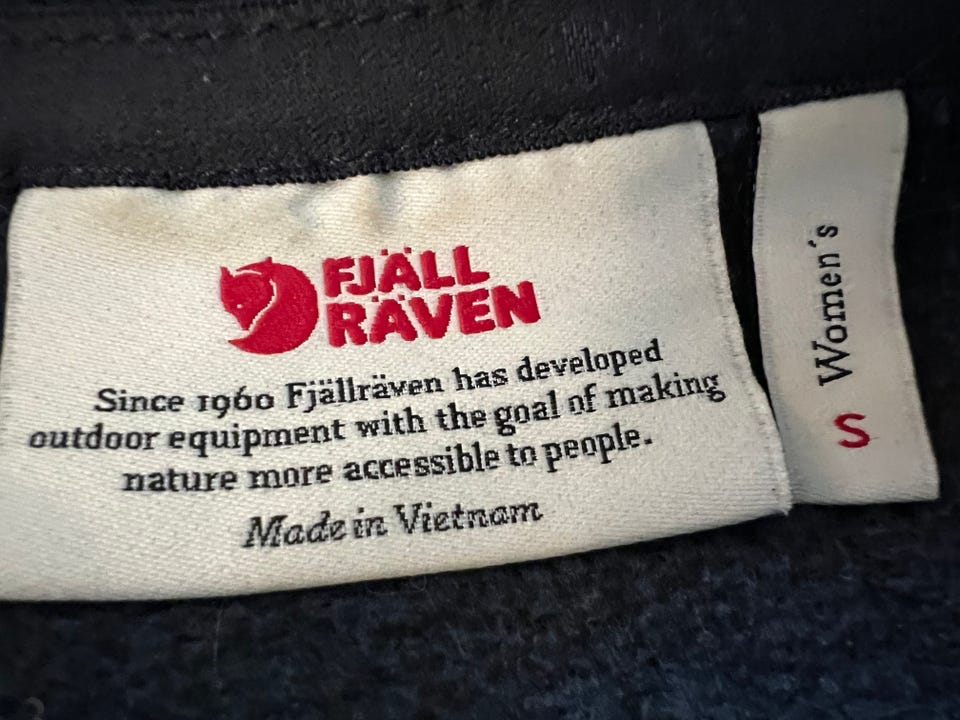 FJÄLL
RÄVEN
Since 1960 Fjällräven has developed
outdoor equipment with the goal of making
nature more accessible to people.
Made in Vietnam
Women´s
S